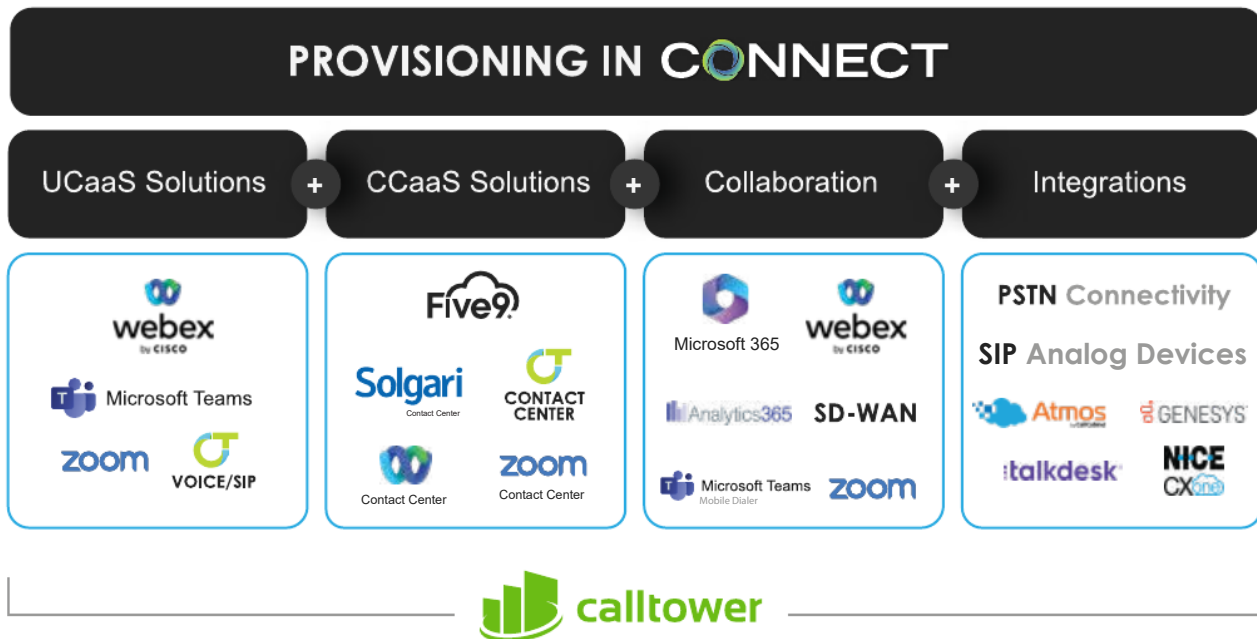 PROVISIONING IN CONNECT
UCaaS Solutions + CCaaS Solutions + Collaboration + Integrations
webex
by CISCO
T Microsoft Teams
zoom
CT
VOICE/SIP
Five9
Solgari
Contact Center
CT
CONTACT
CENTER
Contact Center
zoom
Contact Center
Microsoft 365
webex
by CISCO
Analytics365
SD-WAN
T Microsoft Teams
Mobile Dialer
zoom
PSTN Connectivity
SIP Analog Devices
Atmos
GENESYS
talkdesk
NICE
CXone
calltower